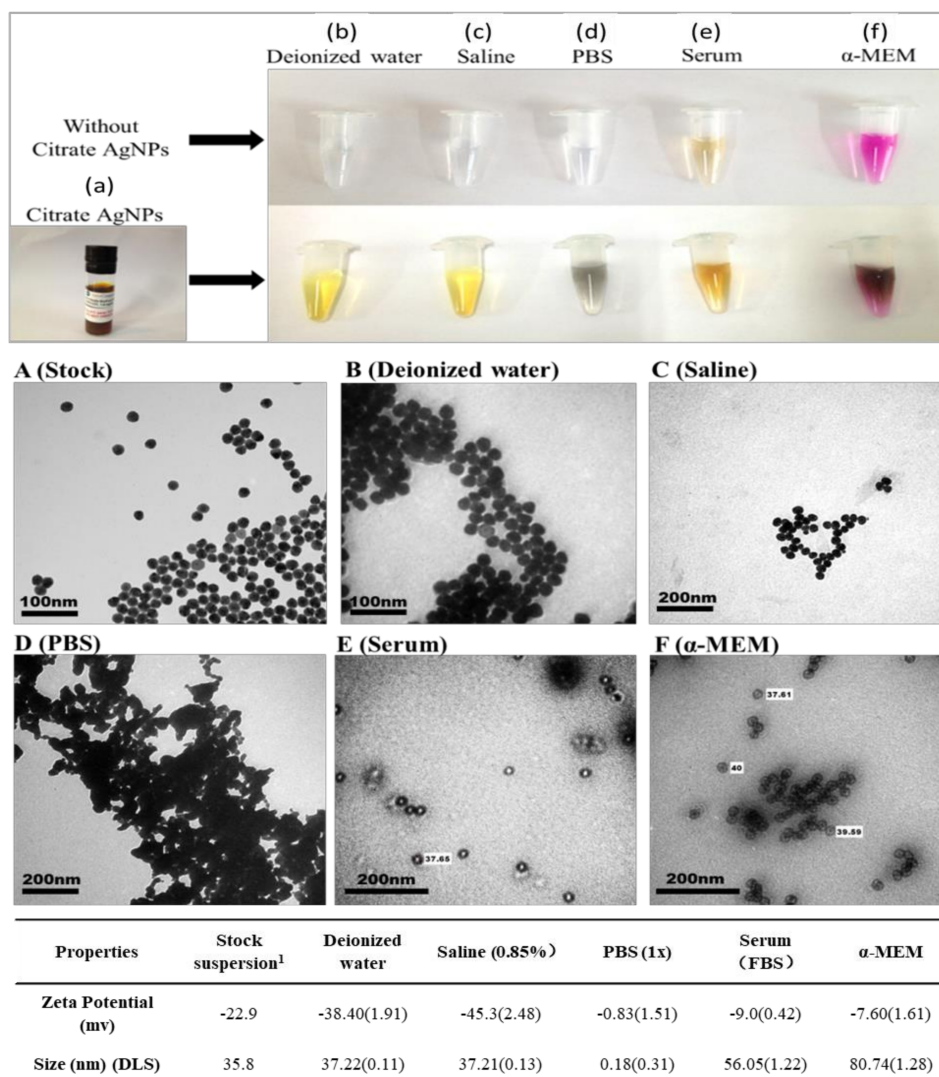 (b) (c) (d) (e) (f)
Deionized water Saline PBS Serum α-MEM
Without
Citrate AgNPs
(a)
Citrate AgNPs
A (Stock) B (Deionized water) C (Saline)
100nm 100nm 200nm
D (PBS) E (Serum) F (α-MEM)
37.61
40
39.59
37.65
200nm 200nm 200nm
Properties Stock suspension1 Deionized water Saline (0.85%) PBS (1x) Serum (FBS) α-MEM
Zeta Potential (mv) -22.9 -38.40(1.91) -45.3(2.48) -0.83(1.51) -9.0(0.42) -7.60(1.61)
Size (nm) (DLS) 35.8 37.22(0.11) 37.21(0.13) 0.18(0.31) 56.05(1.22) 80.74(1.28)